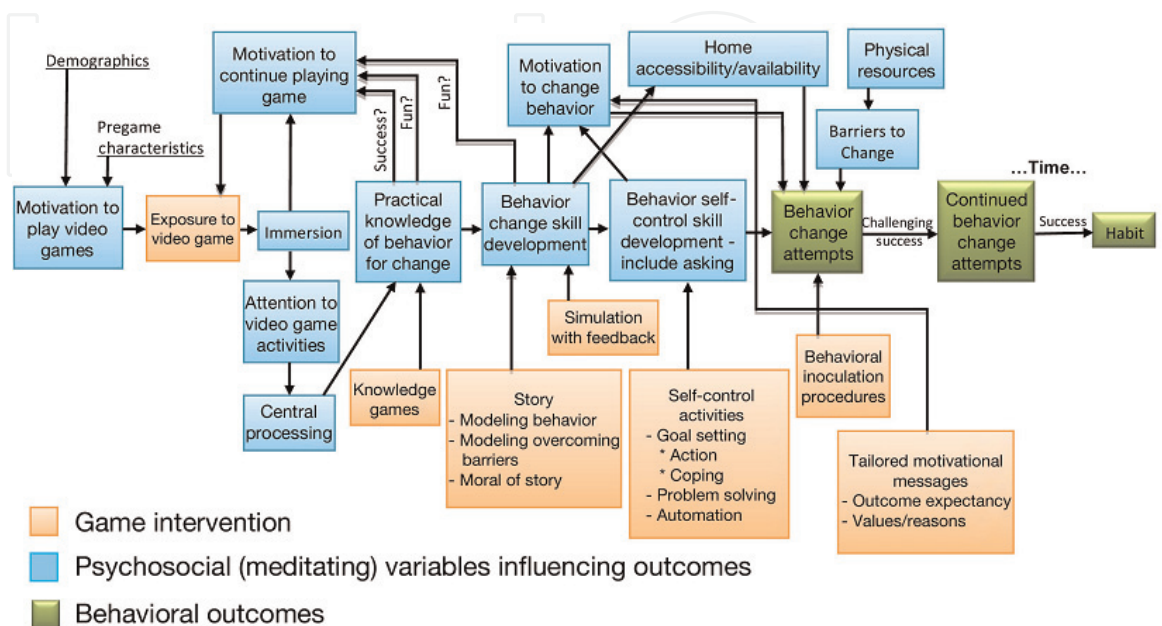 Demographics
Pregame
characteristics
Motivation to
play video
games
Exposure to
video game
Motivation to
continue playing
game
Immersion
Attention to
video game
activities
Central
processing
Success?
Fun?
Fun?
Practical
knowledge
of behavior
for change
Knowledge
games
Behavior
change skill
development
Story
- Modeling behavior
- Modeling overcoming
barriers
- Moral of story
Simulation
with feedback
Motivation
to change
behavior
Behavior self-
control skill
development -
include asking
Self-control
activities
- Goal setting
* Action
* Coping
- Problem solving
- Automation
Home
accessibility/availability
Physical
resources
Barriers to
Change
Behavior
change
attempts
Behavioral
inoculation
procedures
Tailored motivational
messages
- Outcome expectancy
- Values/reasons
Challenging
success
...Time...
Continued
behavior
change
attempts
Success
Habit
Game intervention
Psychosocial (meditating) variables influencing outcomes
Behavioral outcomes